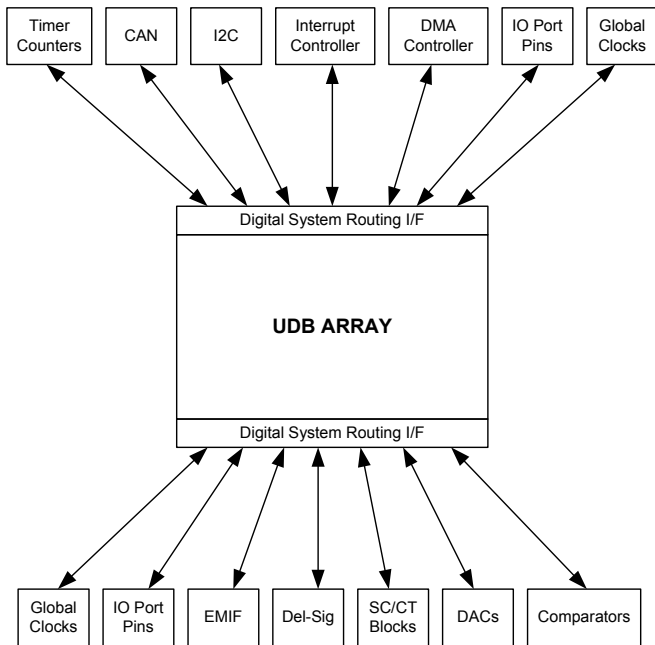 Timer
Counters
CAN
I2C
Interrupt
Controller
DMA
Controller
IO Port
Pins
Global
Clocks
Digital System Routing I/F
UDB ARRAY
Digital System Routing I/F
Global
Clocks
IO Port
Pins
EMIF
Del-Sig
SC/CT
Blocks
DACs
Comparators